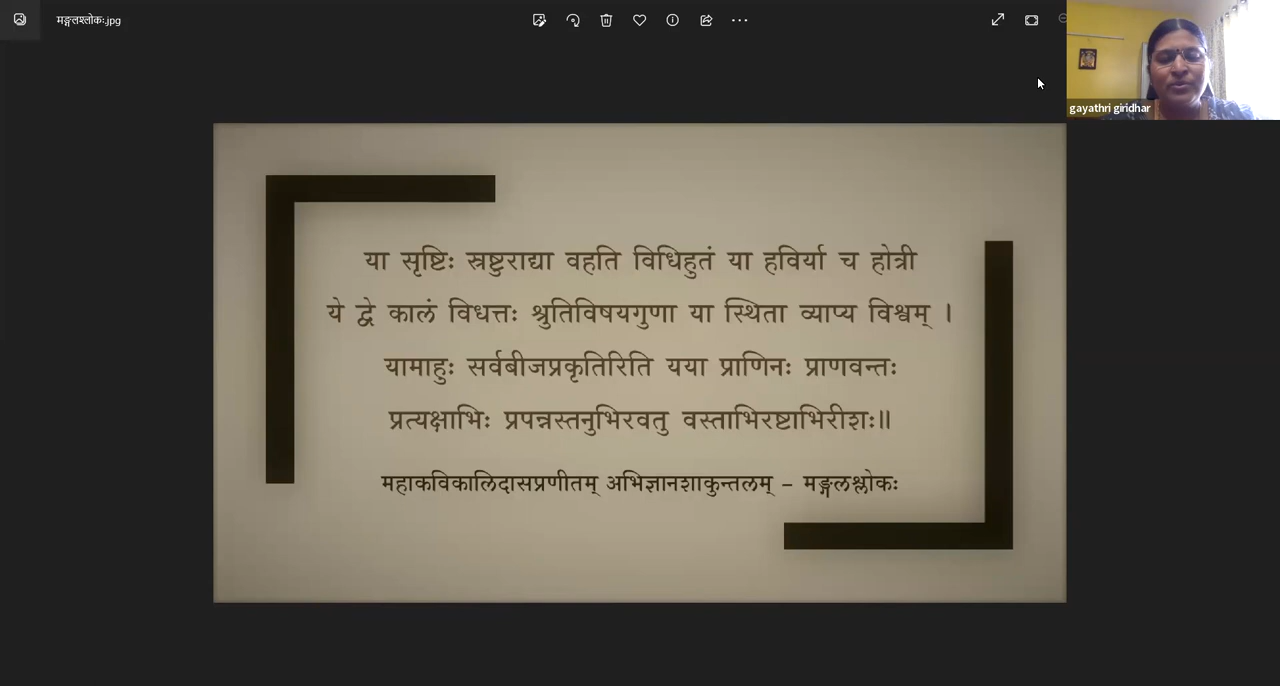 मङ्गलश्लोकः.jpg
gayathri giridhar
या सृष्टिः स्रष्टुराद्या वहति विधिहुतं या हविर्या च होत्री
ये द्वे कालं विधत्तः श्रुतिविषयगुणा या स्थिता व्याप्य विश्वम् ।
यामाहुः सर्वबीजप्रकृतिरिति यया प्राणिनः प्राणवन्तः
प्रत्यक्षाभिः प्रपन्नस्तनुभिरवतु वस्ताभिरष्टाभिरीशः॥
महाकविकालिदासप्रणीतम् अभिज्ञानशाकुन्तलम् – मङ्गलश्लोकः